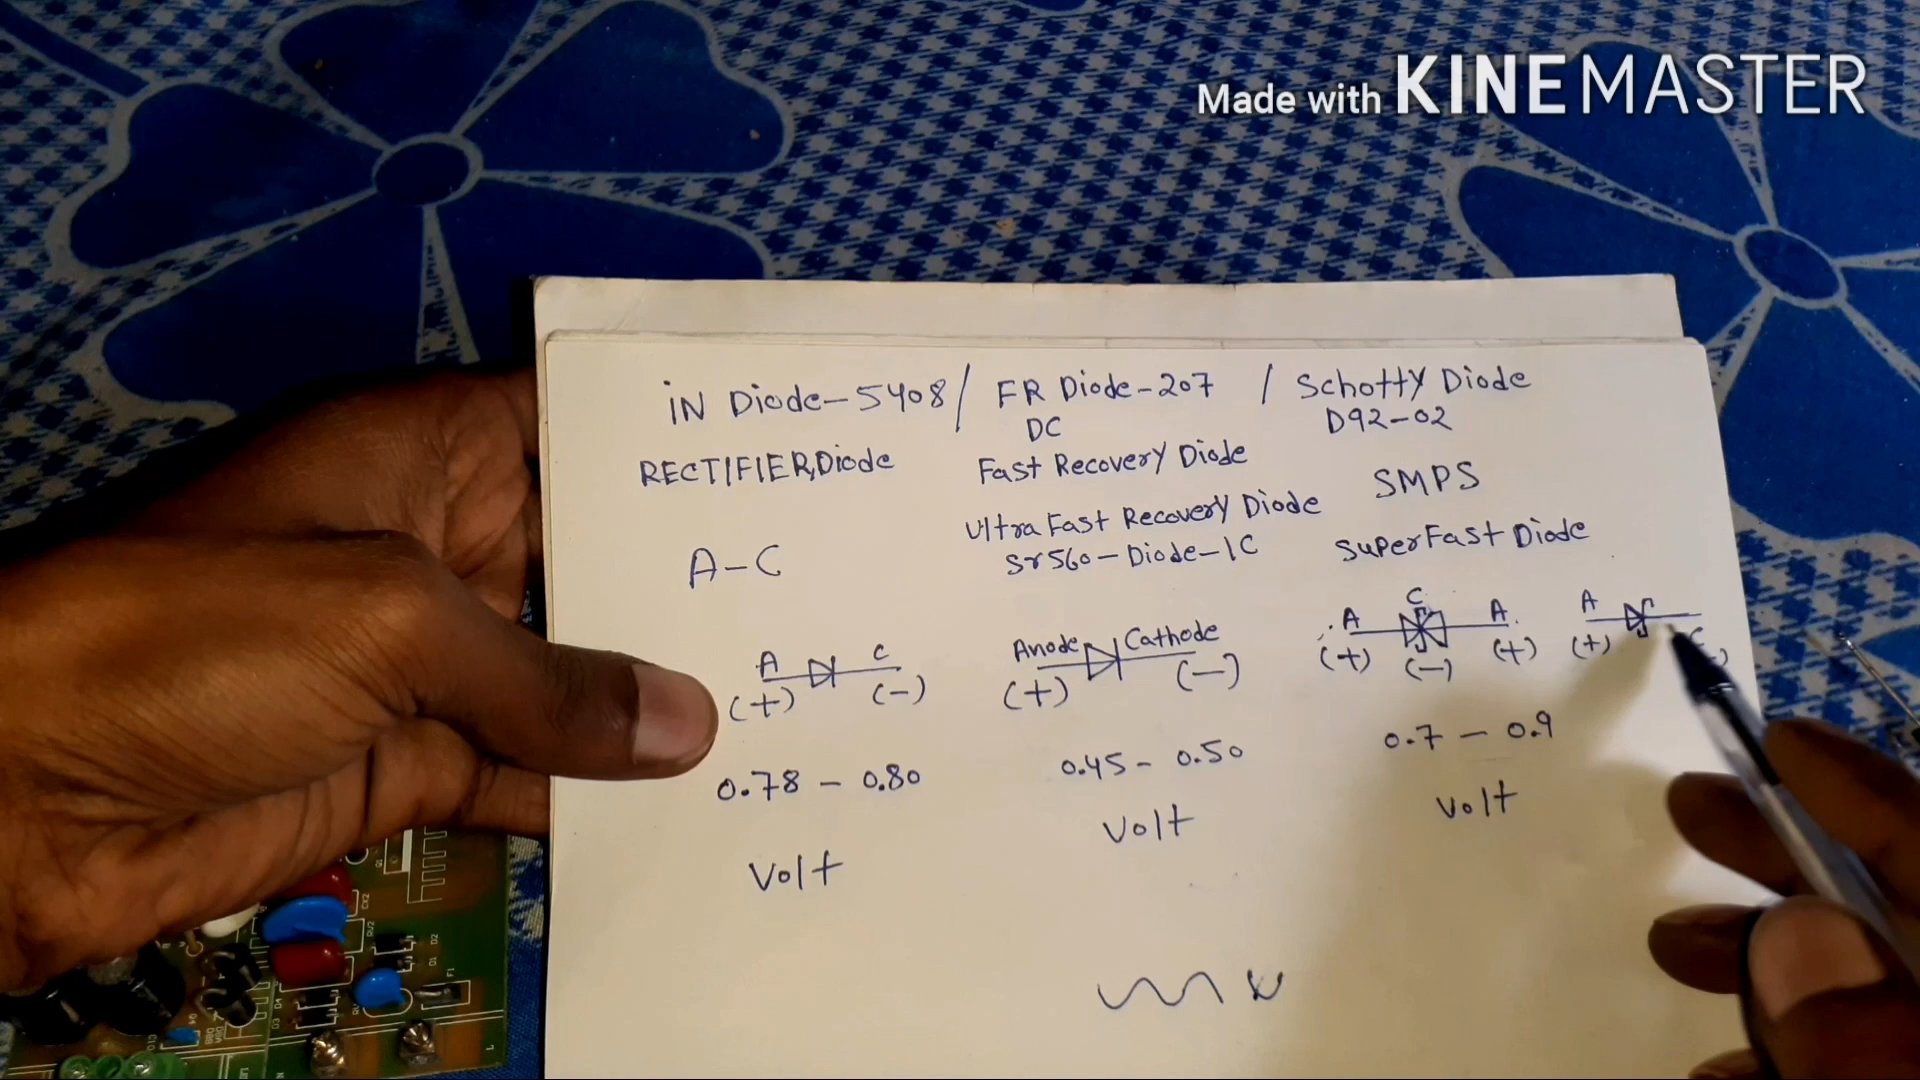 Made with KINEMASTER
iN Diode-5408 / FR Diode-207 / SchottY Diode
DC D92-02
RECTIFIER,Diode Fast RecoverY Diode SMPS
Ultra Fast RecoverY Diode SuperFast Diode
A-C Sr560-Diode-IC
A C Anode Cathode A C A A C
(+) (-) (+) (-) (+) (-) (+) (+)
0.78 - 0.80 0.45 - 0.50 0.7 - 0.9
Volt Volt Volt